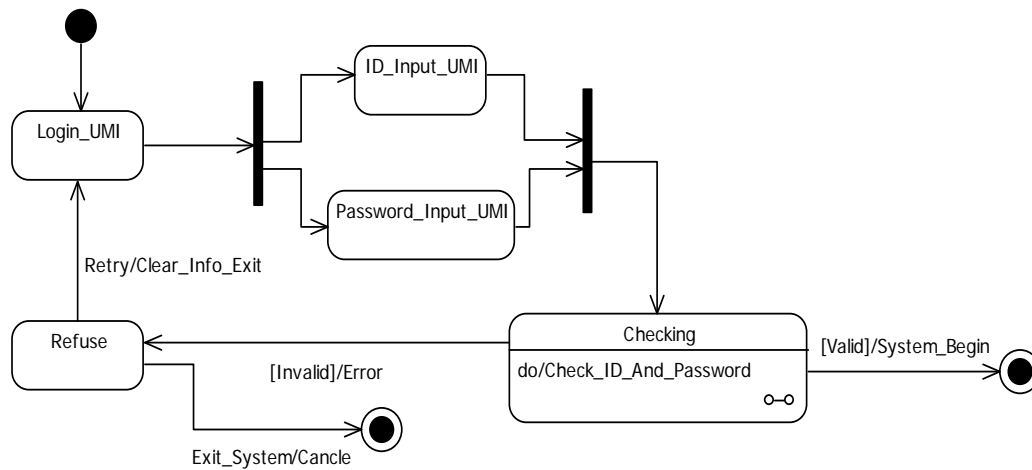 ID_Input_UMI
Login_UMI
Password_Input_UMI
Retry/Clear_Info_Exit
Refuse
Checking
[Valid]/System_Begin
do/Check_ID_And_Password
[Invalid]/Error
Exit_System/Cancle